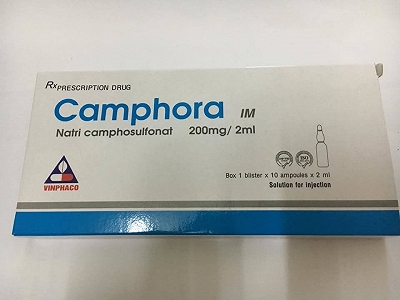 Rx PRESCRIPTION DRUG
Camphora IM
Natri camphosulfonat 200mg/ 2ml
VINPHACO
Box 1 blister x 10 ampoules x 2 ml
Solution for injection